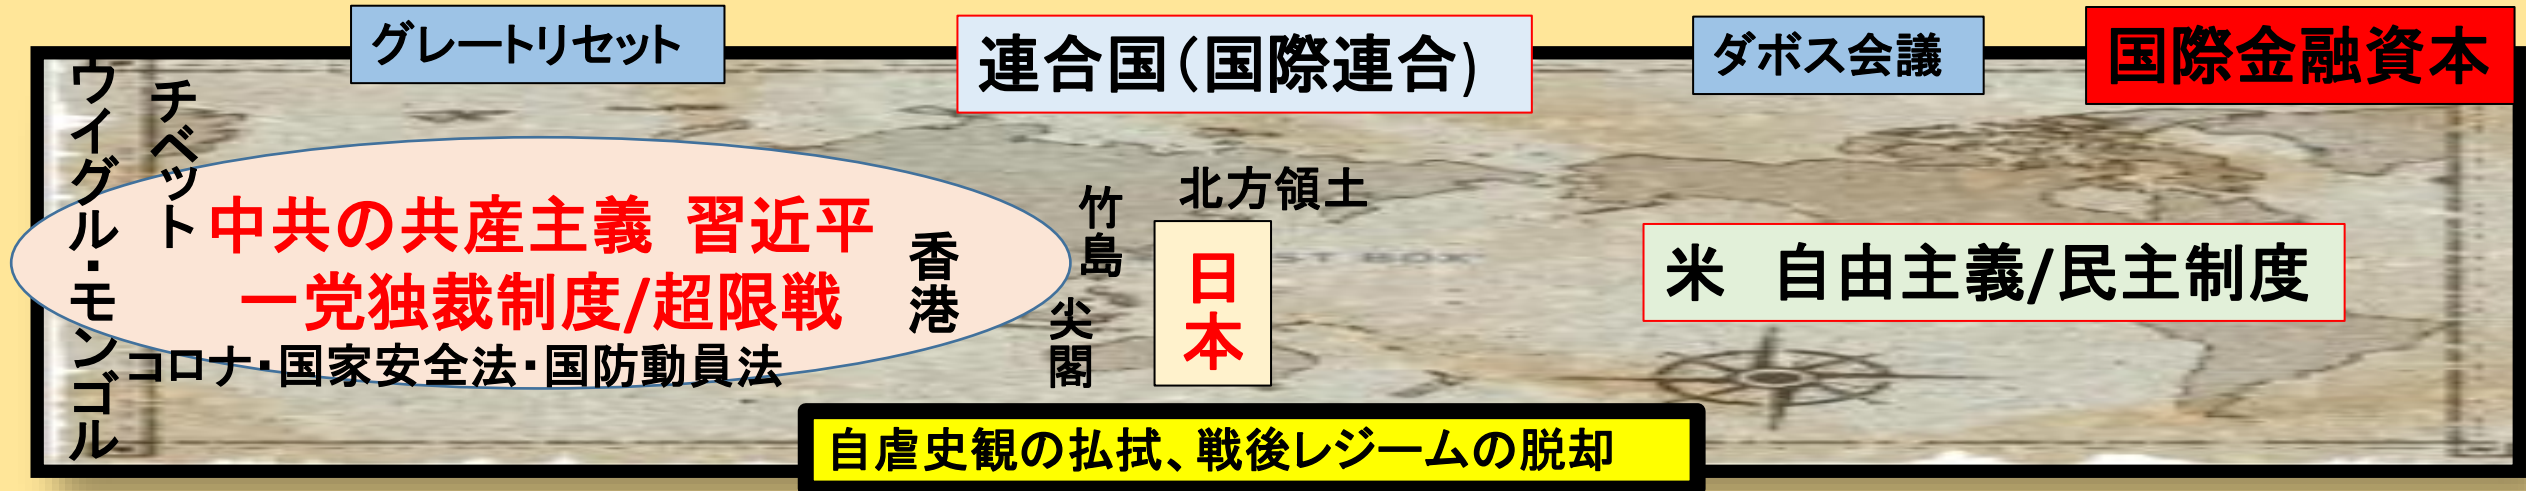 グレートリセット
連合国(国際連合)
ダボス会議
国際金融資本
ウイグル・モンゴル
チベット
中共の共産主義 習近平
一党独裁制度/超限戦
香港
コロナ・国家安全法・国防動員法
竹島
尖閣
北方領土
日本
米 自由主義/民主制度
自虐史観の払拭、戦後レジームの脱却